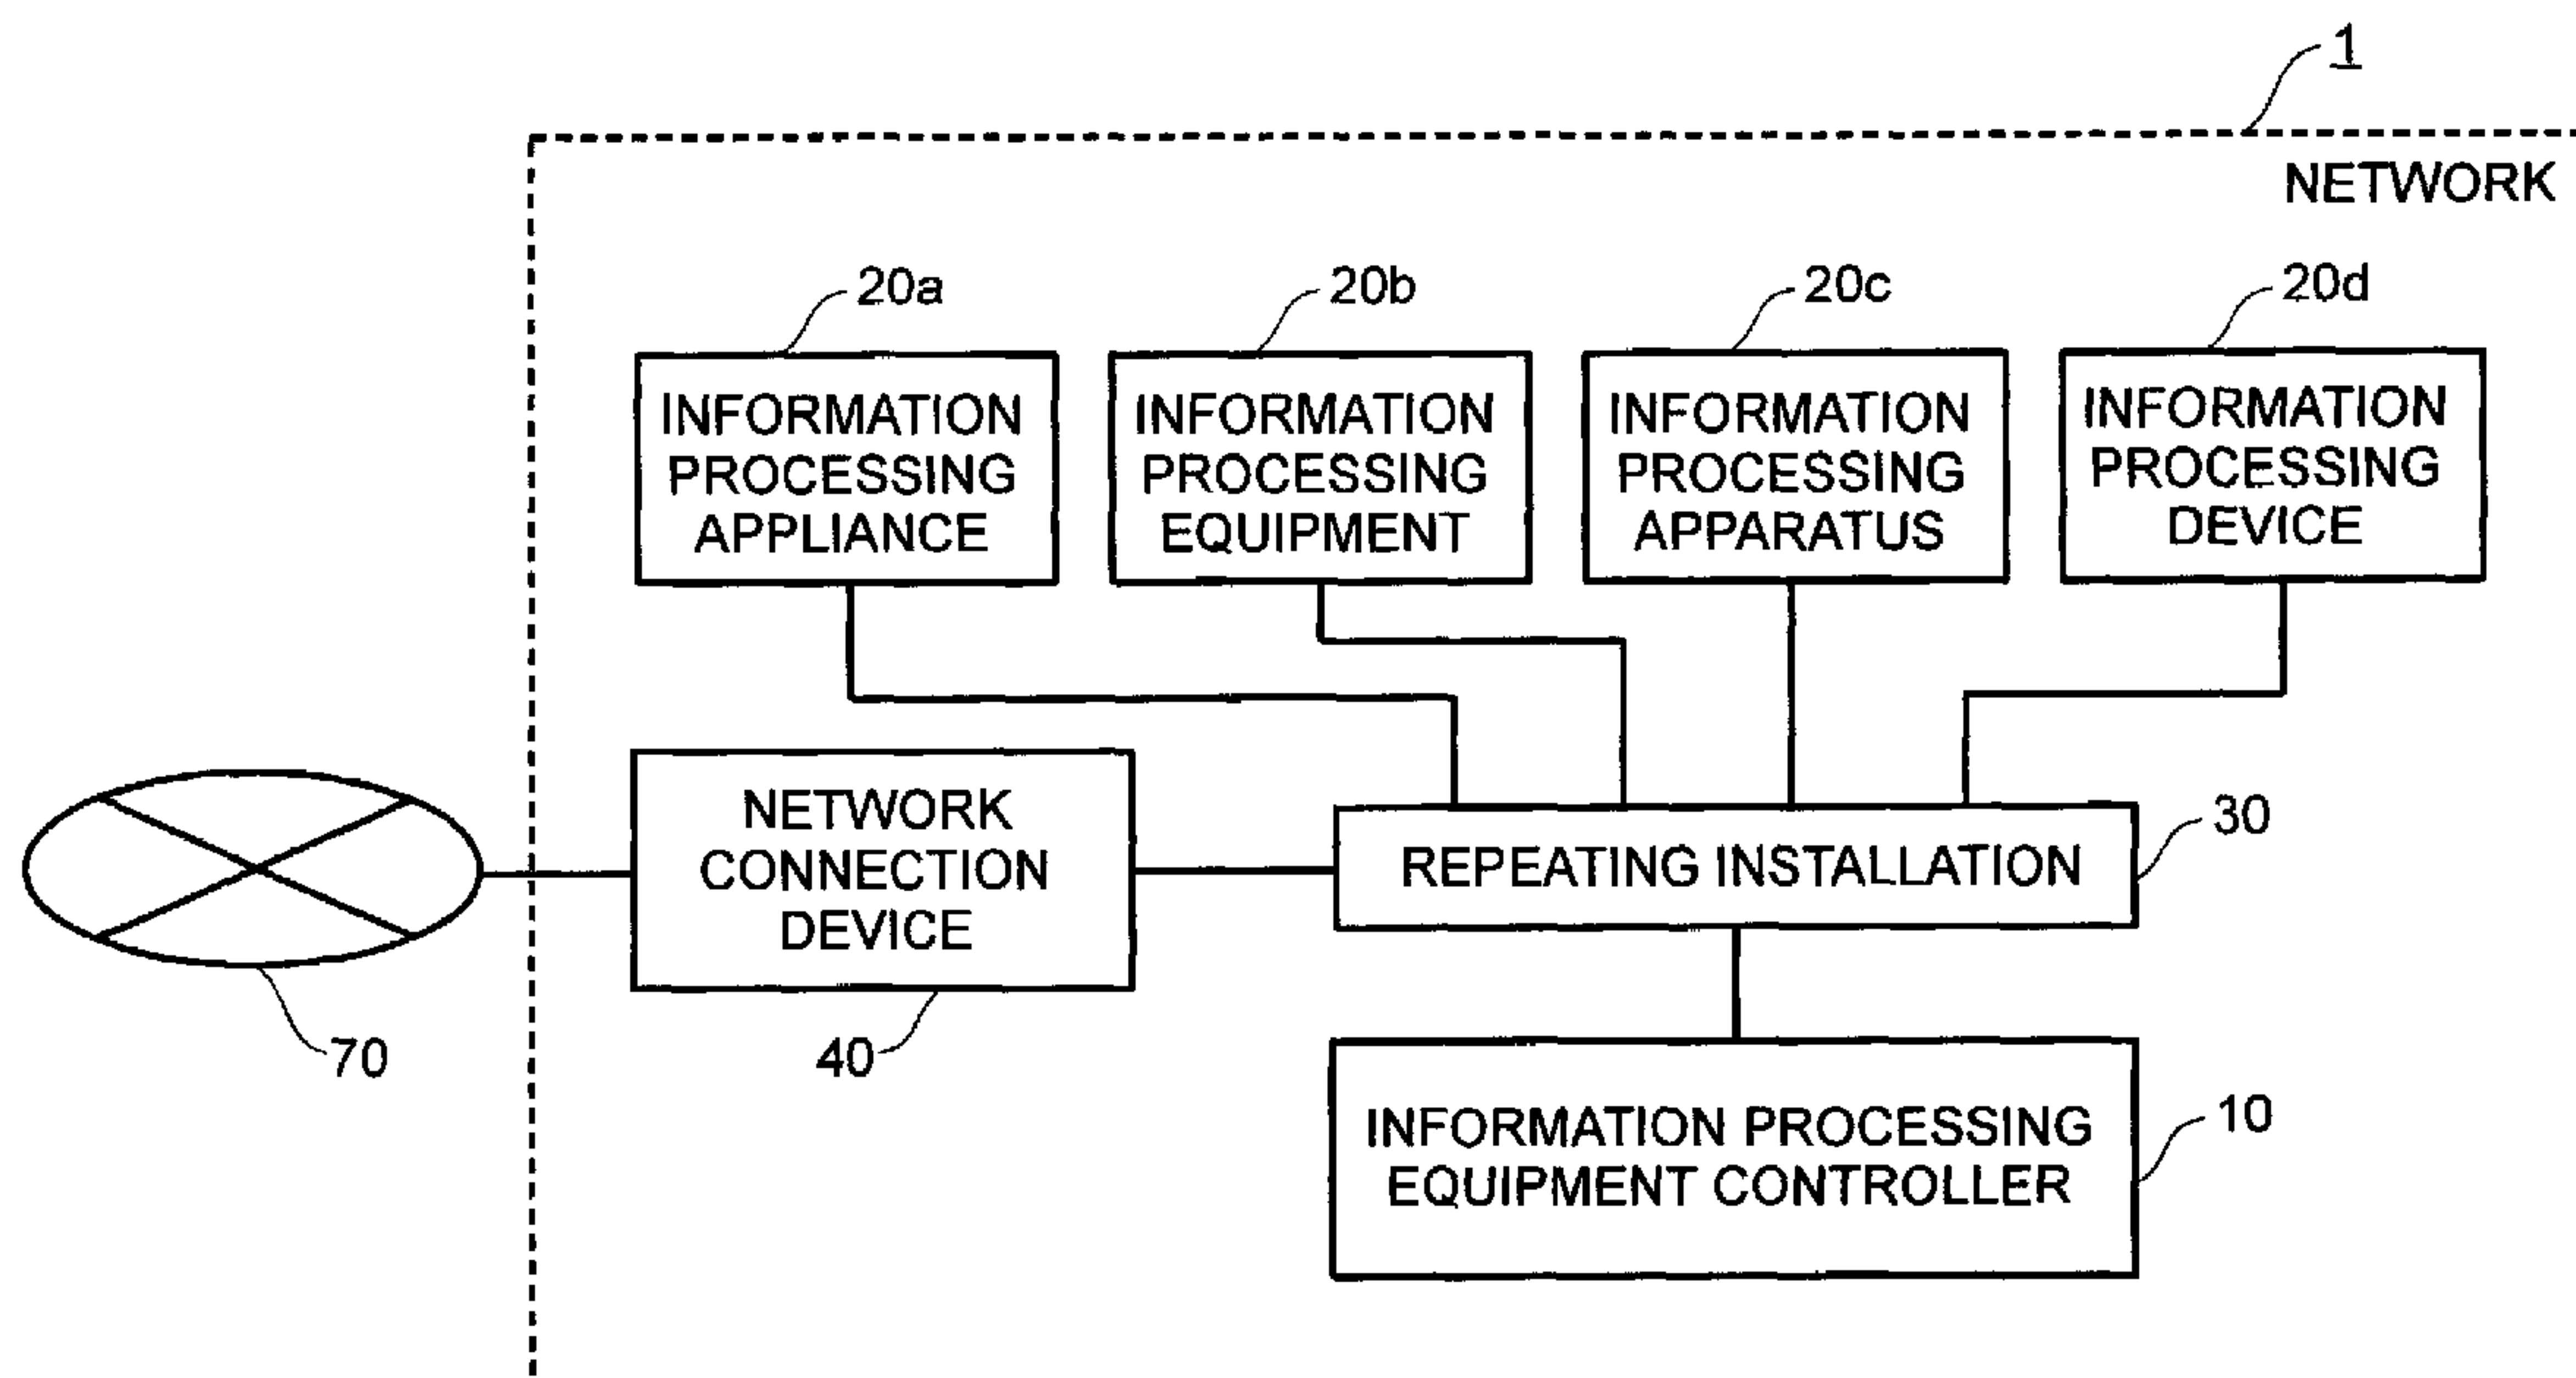 1
NETWORK
20a
20b
20c
20d
INFORMATION
PROCESSING
APPLIANCE
INFORMATION
PROCESSING
EQUIPMENT
INFORMATION
PROCESSING
APPARATUS
INFORMATION
PROCESSING
DEVICE
NETWORK
CONNECTION
DEVICE
REPEATING INSTALLATION
30
70
40
INFORMATION PROCESSING
EQUIPMENT CONTROLLER
10